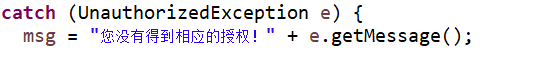 catch (UnauthorizedException e) {
msg = "您没有得到相应的授权！" + e.getMessage();